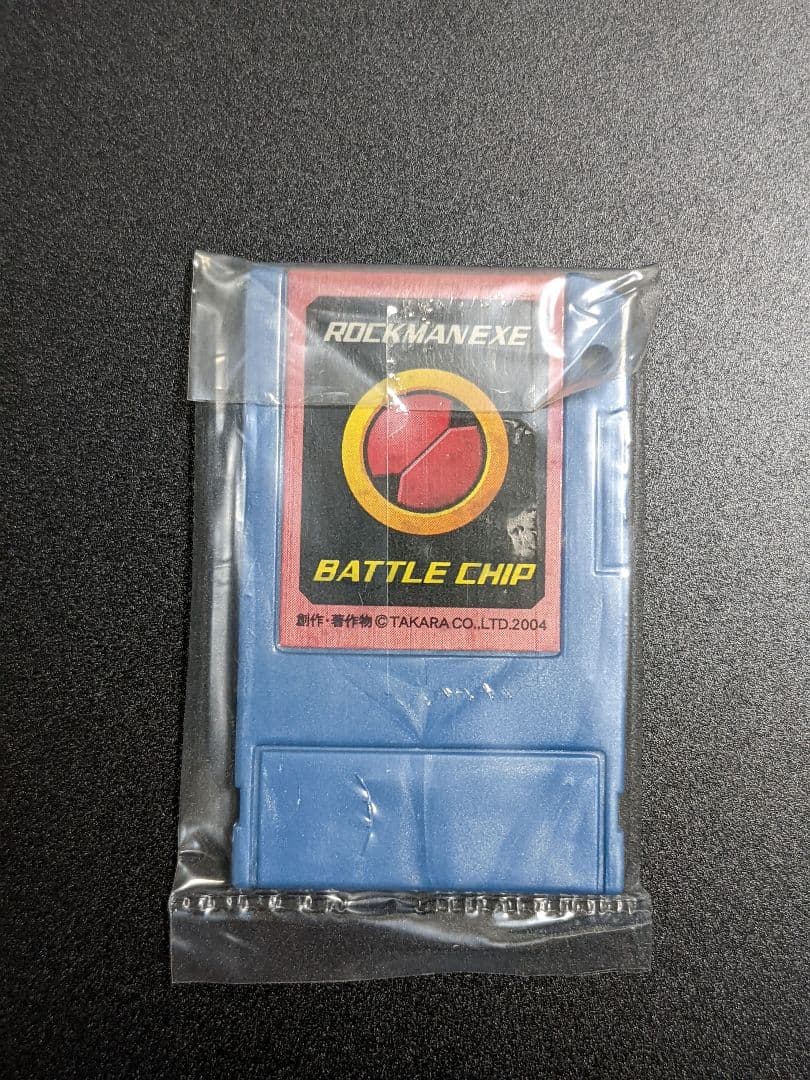 ROCKMAN EXE
BATTLE CHIP
創作・著作物©TAKARA CO.,LTD.2004